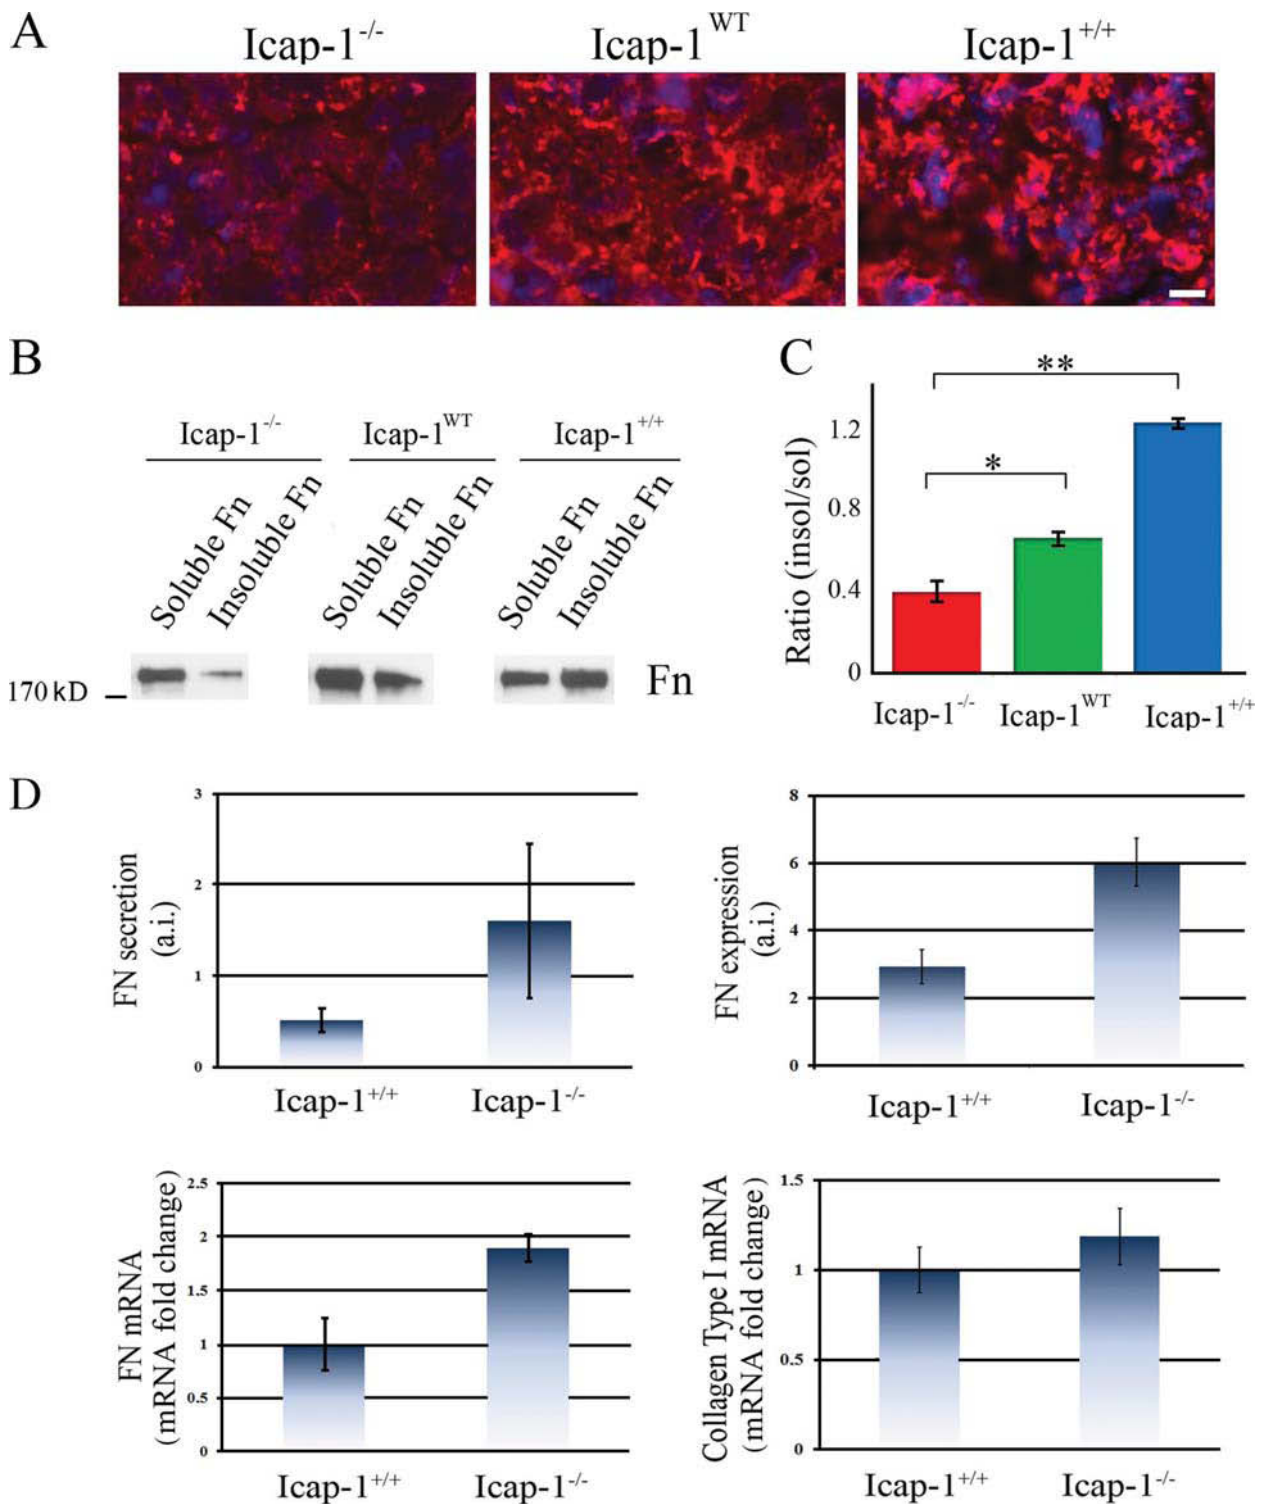 A
Icap-1-/-
Icap-1WT
Icap-1+/+
B
Icap-1-/-
Icap-1WT
Icap-1+/+
Soluble Fn
Insoluble Fn
Soluble Fn
Insoluble Fn
Soluble Fn
Insoluble Fn
170 kD
Fn
C
**
*
Ratio (insol/sol)
1.2
0.8
0.4
0
Icap-1-/-
Icap-1WT
Icap-1+/+
D
FN secretion
(a.i.)
3
2
1
0
Icap-1+/+
Icap-1-/-
FN expression
(a.i.)
8
6
4
2
0
Icap-1+/+
Icap-1-/-
FN mRNA
(mRNA fold change)
2.5
2
1.5
1
0.5
0
Icap-1+/+
Icap-1-/-
Collagen Type I mRNA
(mRNA fold change)
1.5
1
0.5
0
Icap-1+/+
Icap-1-/-